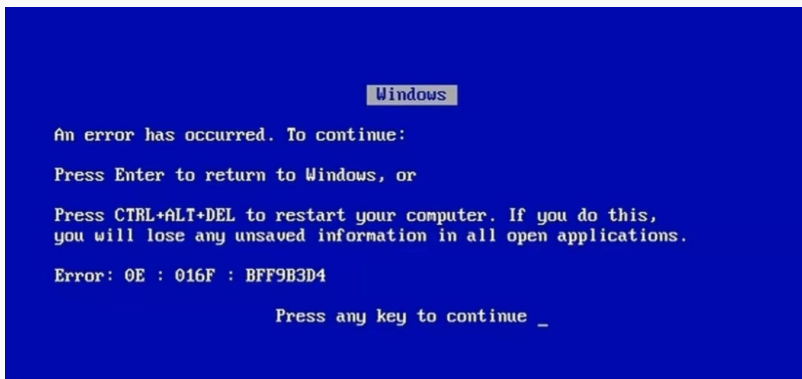 Windows
An error has occurred. To continue:
Press Enter to return to Windows, or
Press CTRL+ALT+DEL to restart your computer. If you do this,
you will lose any unsaved information in all open applications.
Error: 0E : 016F : BFF9B3D4
Press any key to continue _